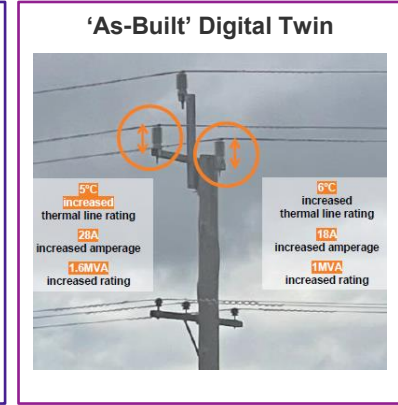 ‘As-Built’ Digital Twin
5°C
increased
thermal line rating
28A
increased amperage
1.6MVA
increased rating
6°C
increased
thermal line rating
18A
increased amperage
1MVA
increased rating